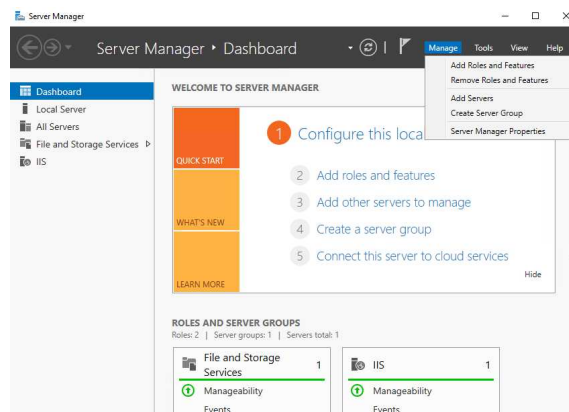 Server Manager
Server Manager ‣ Dashboard
Manage Tools View Help
Add Roles and Features
Remove Roles and Features
Add Servers
Create Server Group
Server Manager Properties
Dashboard
Local Server
All Servers
File and Storage Services
IIS
WELCOME TO SERVER MANAGER
QUICK START
WHAT'S NEW
LEARN MORE
1 Configure this loca
2 Add roles and features
3 Add other servers to manage
4 Create a server group
5 Connect this server to cloud services
Hide
ROLES AND SERVER GROUPS
Roles: 2 | Server groups: 1 | Servers total: 1
File and Storage
Services
1
Manageability
Events
IIS 1
Manageability
Events